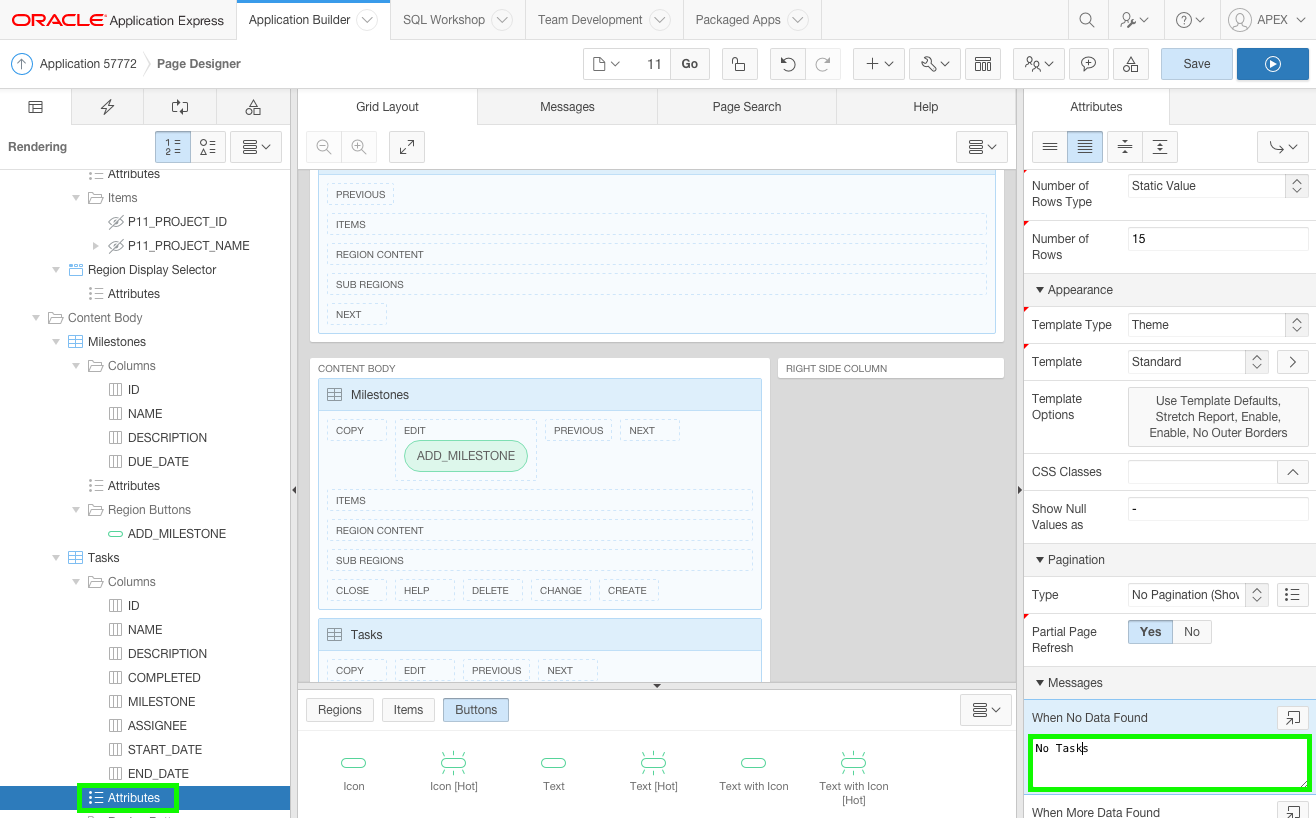 ORACLE Application Express
Application Builder
SQL Workshop
Team Development
Packaged Apps
APEX
Application 57772
Page Designer
11
Go
Save
Grid Layout
Messages
Page Search
Help
Attributes
Rendering
Attributes
Items
P11_PROJECT_ID
P11_PROJECT_NAME
Region Display Selector
Attributes
Content Body
Milestones
Columns
ID
NAME
DESCRIPTION
DUE_DATE
Attributes
Region Buttons
ADD_MILESTONE
Tasks
Columns
ID
NAME
DESCRIPTION
COMPLETED
MILESTONE
ASSIGNEE
START_DATE
END_DATE
Attributes
PREVIOUS
ITEMS
REGION CONTENT
SUB REGIONS
NEXT
CONTENT BODY
RIGHT SIDE COLUMN
Milestones
COPY
EDIT
PREVIOUS
NEXT
ADD_MILESTONE
ITEMS
REGION CONTENT
SUB REGIONS
CLOSE
HELP
DELETE
CHANGE
CREATE
Tasks
COPY
EDIT
PREVIOUS
NEXT
Regions
Items
Buttons
Icon
Icon [Hot]
Text
Text [Hot]
Text with Icon
Text with Icon
[Hot]
Number of
Rows Type
Static Value
Number of
Rows
15
Appearance
Template Type
Theme
Template
Standard
Template
Options
Use Template Defaults,
Stretch Report, Enable,
Enable, No Outer Borders
CSS Classes
Show Null
Values as
-
Pagination
Type
No Pagination (Show
Partial Page
Refresh
Yes
No
Messages
When No Data Found
No Tasks
When More Data Found